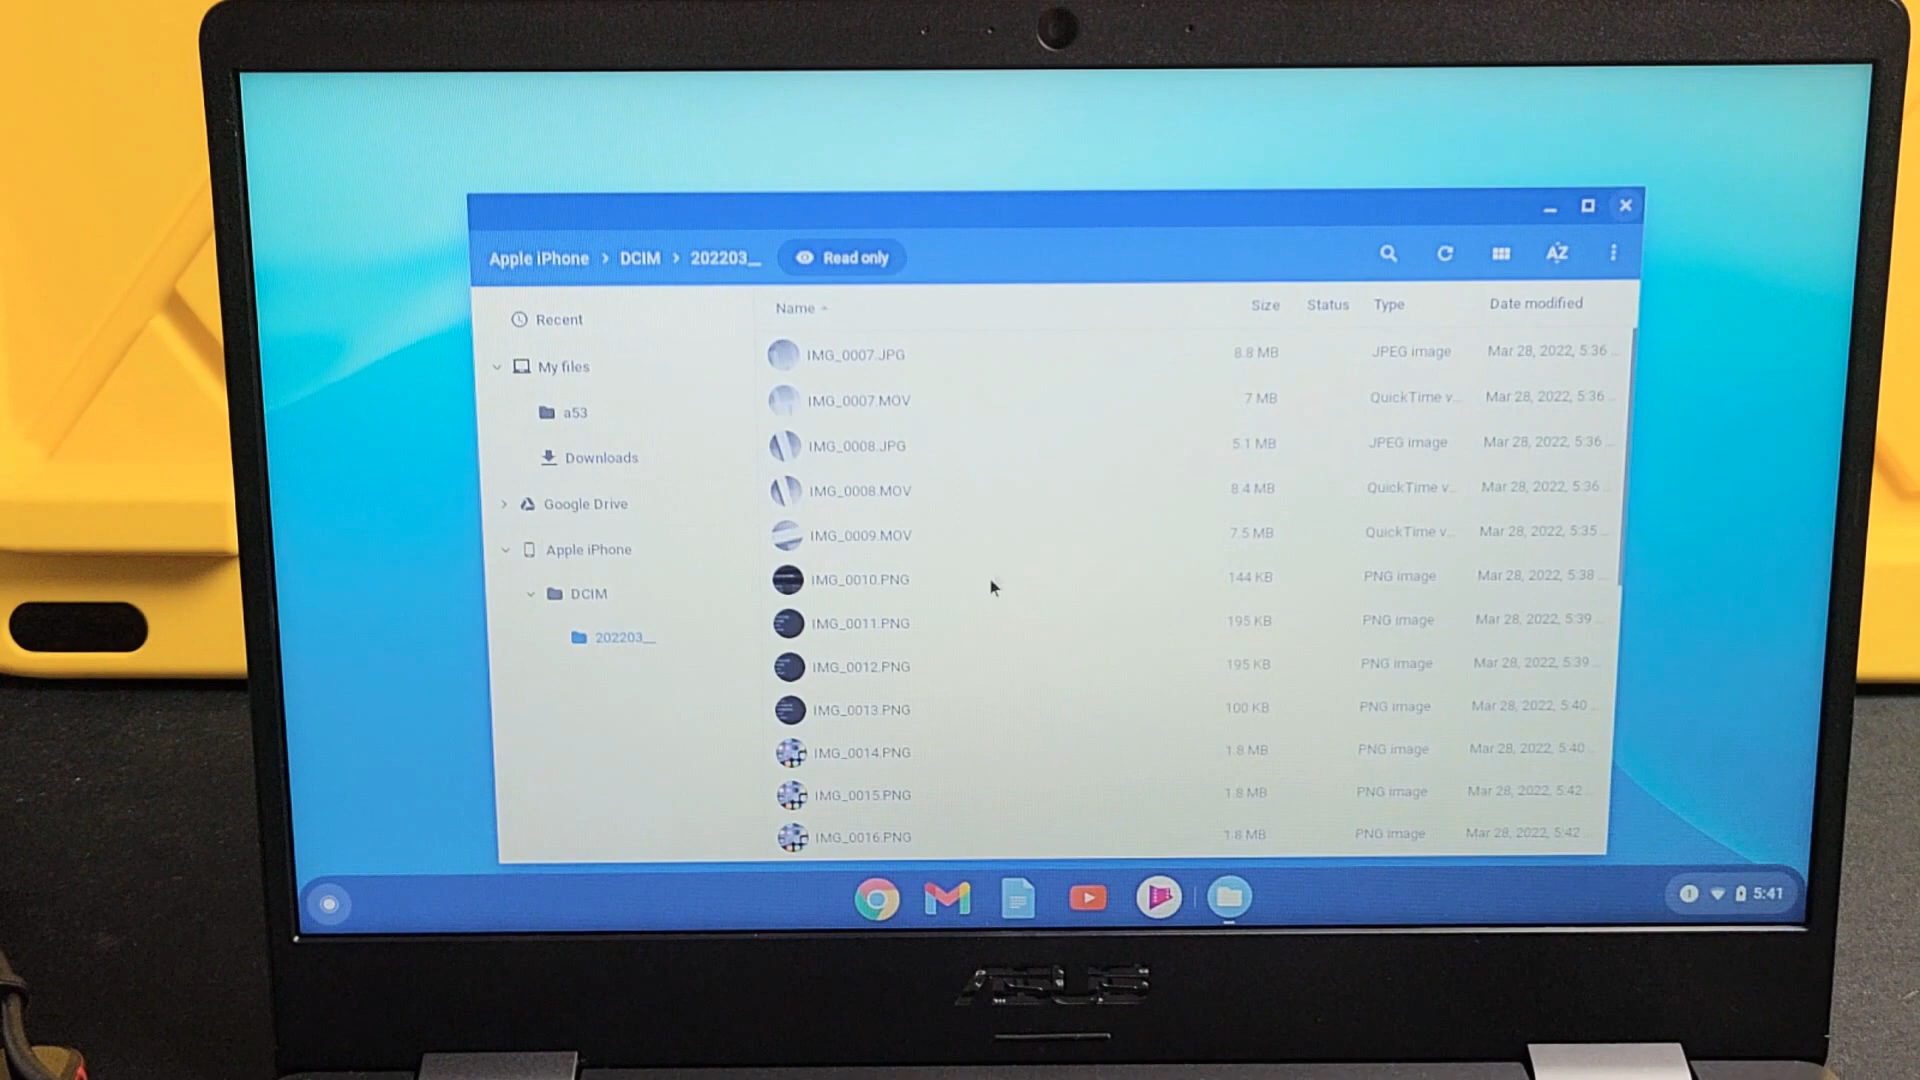 Apple iPhone > DCIM > 202203__ Read only
AZ
Recent
My files
a53
Downloads
Google Drive
Apple iPhone
DCIM
202203__
Name Size Status Type Date modified
IMG_0007.JPG 8.8 MB JPEG image Mar 28, 2022, 5:36 ...
IMG_0007.MOV 7 MB QuickTime v... Mar 28, 2022, 5:36 ...
IMG_0008.JPG 5.1 MB JPEG image Mar 28, 2022, 5:36 ...
IMG_0008.MOV 8.4 MB QuickTime v... Mar 28, 2022, 5:36 ...
IMG_0009.MOV 7.5 MB QuickTime v... Mar 28, 2022, 5:35 ...
IMG_0010.PNG 144 KB PNG image Mar 28, 2022, 5:38 ...
IMG_0011.PNG 195 KB PNG image Mar 28, 2022, 5:39 ...
IMG_0012.PNG 195 KB PNG image Mar 28, 2022, 5:39 ...
IMG_0013.PNG 100 KB PNG image Mar 28, 2022, 5:40 ...
IMG_0014.PNG 1.8 MB PNG image Mar 28, 2022, 5:40 ...
IMG_0015.PNG 1.8 MB PNG image Mar 28, 2022, 5:42 ...
IMG_0016.PNG 1.8 MB PNG image Mar 28, 2022, 5:42 ...
5:41
ASUS